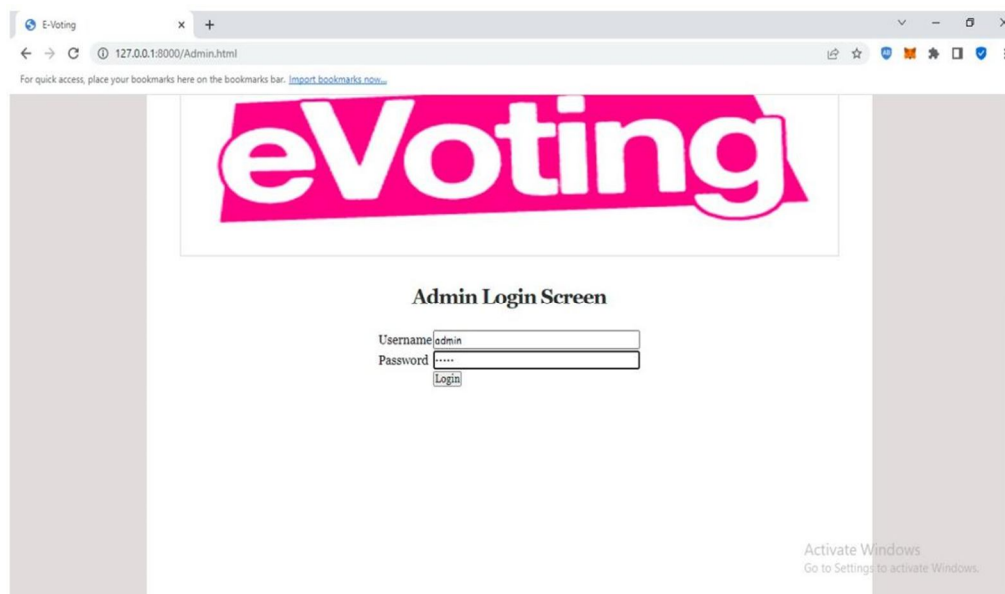 E-Voting
127.0.0.1:8000/Admin.html
For quick access, place your bookmarks here on the bookmarks bar. Import bookmarks now...
eVoting
Admin Login Screen
Username admin
Password .....
Login
Activate Windows
Go to Settings to activate Windows.